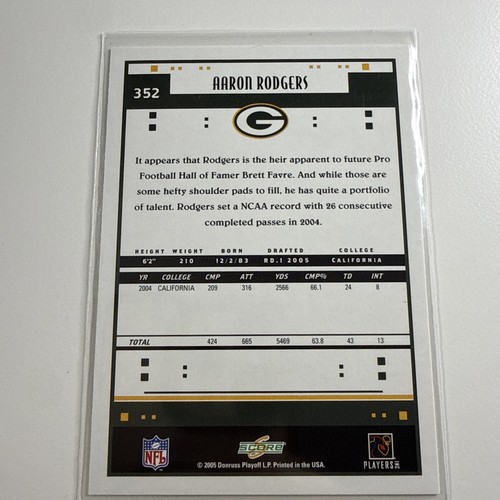 352
AARON RODGERS
G
It appears that Rodgers is the heir apparent to future Pro
Football Hall of Famer Brett Favre. And while those are
some hefty shoulder pads to fill, he has quite a portfolio
of talent. Rodgers set a NCAA record with 26 consecutive
completed passes in 2004.
HEIGHT WEIGHT BORN DRAFTED COLLEGE
6'2" 210 12/2/83 RD.1 2005 CALIFORNIA
YR COLLEGE CMP ATT YDS CMP% TD INT
2004 CALIFORNIA 209 316 2566 66.1 24 8
TOTAL 424 665 5469 63.8 43 13
NFL
SCORE
PLAYERS INC
© 2005 Donruss Playoff L.P. Printed in the USA.